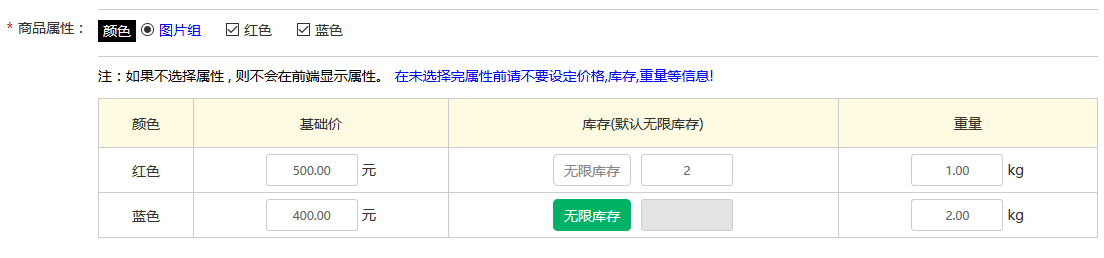 * 商品属性： 颜色 图片组 红色 蓝色
注：如果不选择属性，则不会在前端显示属性。 在未选择完属性前请不要设定价格,库存,重量等信息!
颜色 基础价 库存(默认无限库存) 重量
红色 500.00 元 无限库存 2 1.00 kg
蓝色 400.00 元 无限库存 2.00 kg